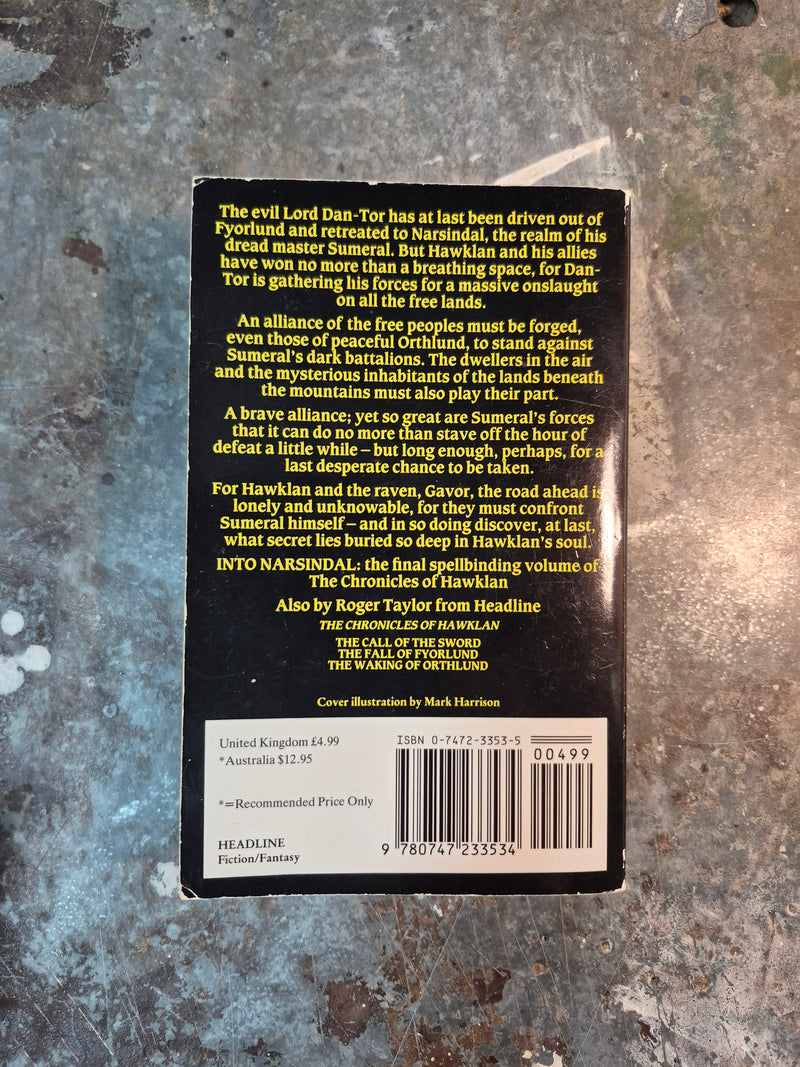 The evil Lord Dan-Tor has at last been driven out of
Fyorlund and retreated to Narsindal, the realm of his
dread master Sumeral. But Hawklan and his allies
have won no more than a breathing space, for Dan-
Tor is gathering his forces for a massive onslaught
on all the free lands.
An alliance of the free peoples must be forged,
even those of peaceful Orthlund, to stand against
Sumeral's dark battalions. The dwellers in the air
and the mysterious inhabitants of the lands beneath
the mountains must also play their part.
A brave alliance; yet so great are Sumeral's forces
that it can do no more than stave off the hour of
defeat a little while – but long enough, perhaps, for a
last desperate chance to be taken.
For Hawklan and the raven, Gavor, the road ahead is
lonely and unknowable, for they must confront
Sumeral himself – and in so doing discover, at last,
what secret lies buried so deep in Hawklan's soul.
INTO NARSINDAL: the final spellbinding volume of
The Chronicles of Hawklan
Also by Roger Taylor from Headline
THE CHRONICLES OF HAWKLAN
THE CALL OF THE SWORD
THE FALL OF FYORLUND
THE WAKING OF ORTHLUND
Cover illustration by Mark Harrison
United Kingdom £4.99
*Australia $12.95
*=Recommended Price Only
HEADLINE
Fiction/Fantasy
ISBN 0-7472-3353-5
00499
9 780747 233534